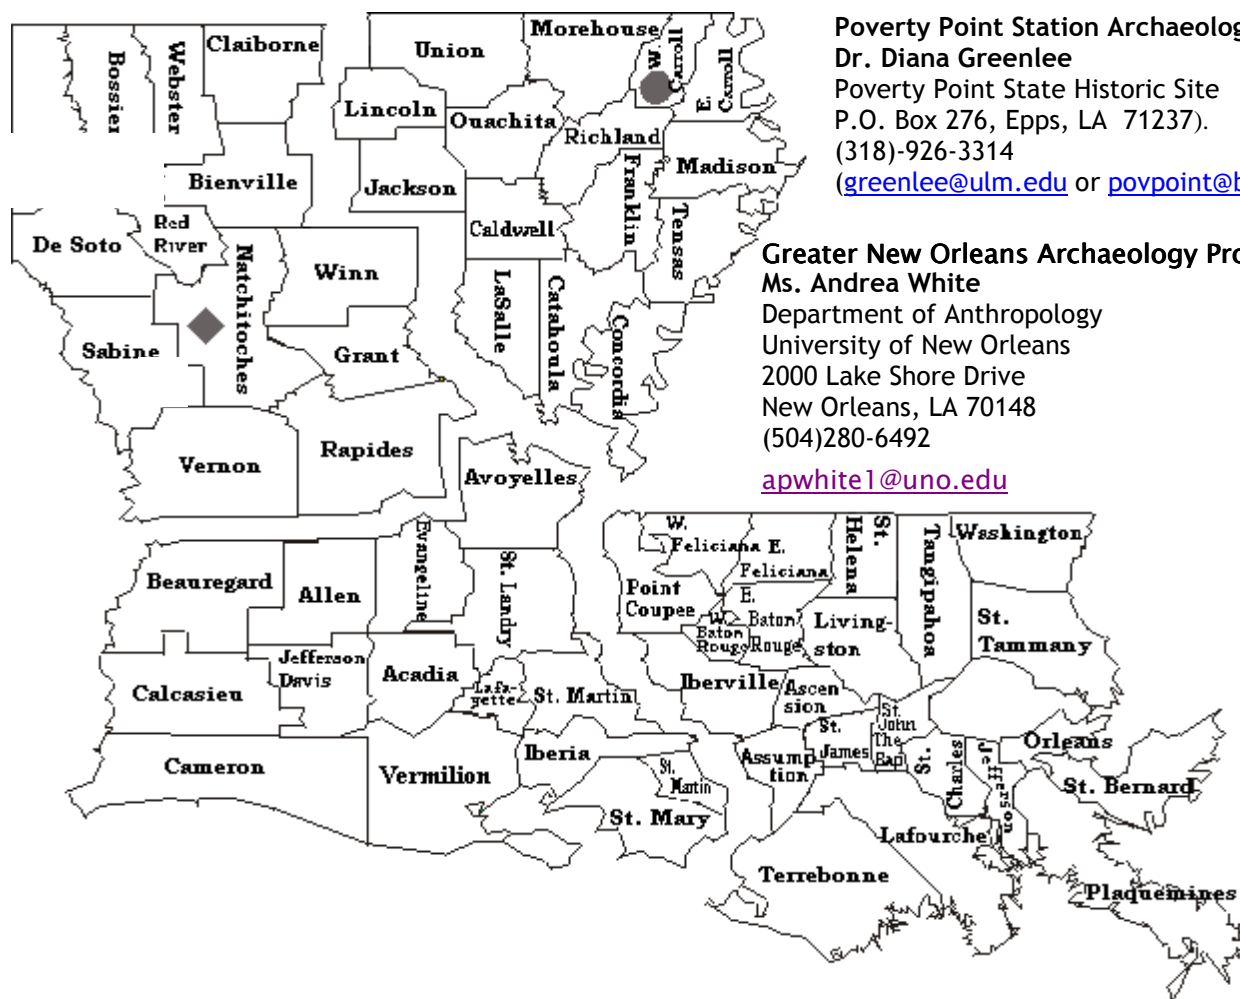 Poverty Point Station Archaeolog
Dr. Diana Greenlee
Poverty Point State Historic Site
P.O. Box 276, Epps, LA 71237).
(318)-926-3314
(greenlee@ulm.edu or povpoint@b
Greater New Orleans Archaeology Pro
Ms. Andrea White
Department of Anthropology
University of New Orleans
2000 Lake Shore Drive
New Orleans, LA 70148
(504)280-6492
apwhite1@uno.edu
Bossier
Webster
Claiborne
Union
Morehouse
W.
Carroll
E.
Carroll
Lincoln
Ouachita
Richland
Madison
Bienville
Jackson
Franklin
Tensas
De Soto
Red
River
Natchitoches
Winn
Caldwell
LaSalle
Catahoula
Concordia
Sabine
Grant
Vernon
Rapides
Avoyelles
Beauregard
Allen
Evangeline
St. Landry
W.
Feliciana
E.
Feliciana
St.
Helena
Tangipahoa
Washington
Point
Coupee
E.
Baton
Rouge
W.
Baton
Rouge
Living-
ston
St.
Tammany
Calcasieu
Jefferson
Davis
Acadia
Lafa-
yette
St. Martin
Iberville
Ascen
sion
Cameron
Vermilion
Iberia
St.
Martin
St. Mary
Assump
tion
St.
James
St.
John
The
Bap
St.
Charles
Jefferson
Orleans
St. Bernard
Lafourche
Terrebonne
Plaquemines